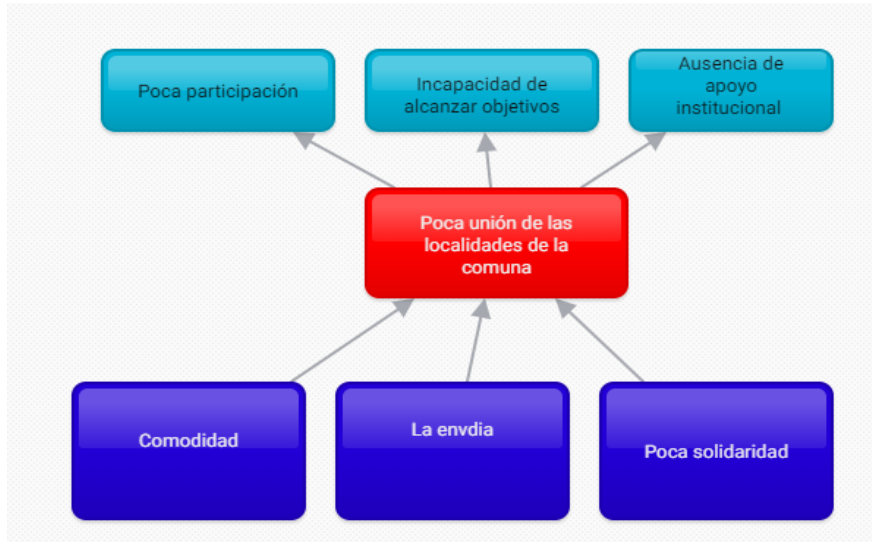 Poca participación
Incapacidad de
alcanzar objetivos
Ausencia de
apoyo
institucional
Poca unión de las
localidades de la
comuna
Comodidad
La envdia
Poca solidaridad